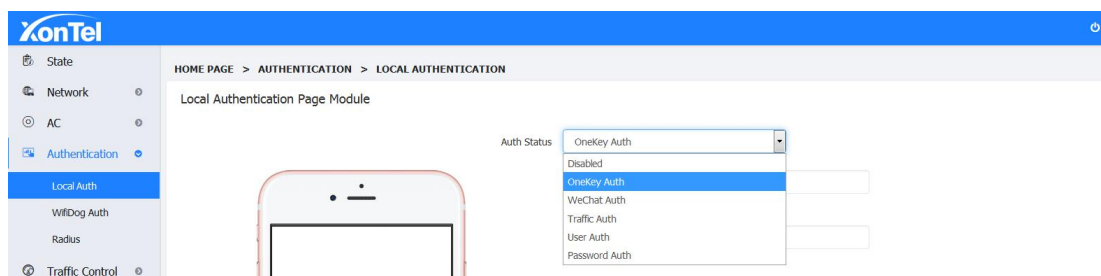 XonTel
State
HOME PAGE > AUTHENTICATION > LOCAL AUTHENTICATION
Network
Local Authentication Page Module
AC
Auth Status OneKey Auth
Authentication
Disabled
Local Auth
OneKey Auth
WeChat Auth
WifiDog Auth
Traffic Auth
Radius
User Auth
Password Auth
Traffic Control